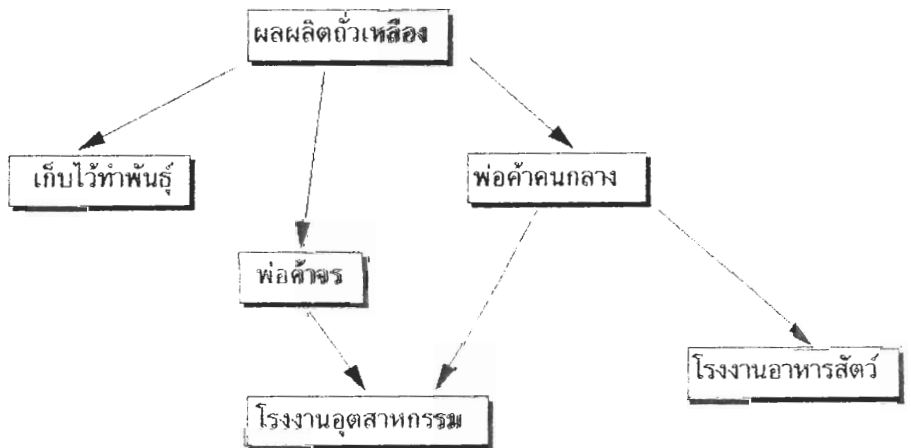 ผลผลิตถั่วเหลือง
เก็บไว้ทำพันธุ์
พ่อค้าคนกลาง
พ่อค้าจร
โรงงานอาหารสัตว์
โรงงานอุตสาหกรรม